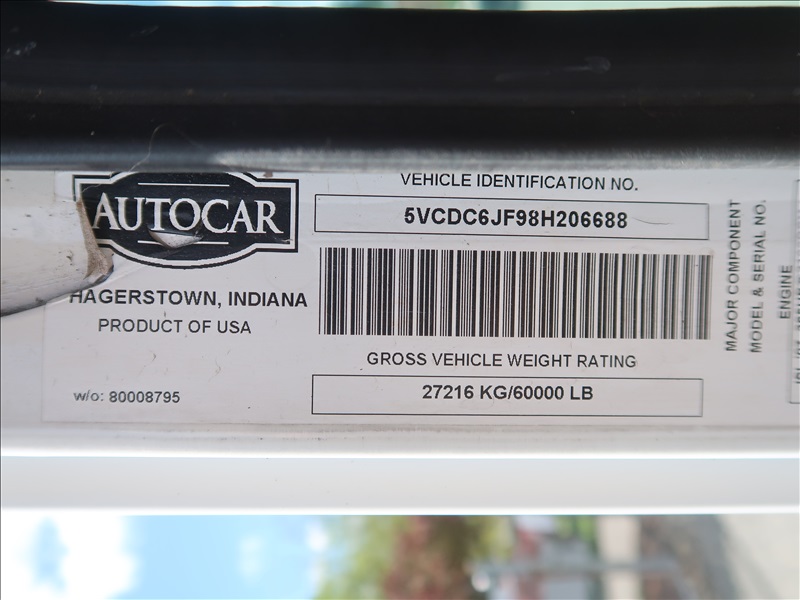 AUTOCAR
HAGERSTOWN, INDIANA
PRODUCT OF USA
w/o: 80008795
VEHICLE IDENTIFICATION NO.
5VCDC6JF98H206688
GROSS VEHICLE WEIGHT RATING
27216 KG/60000 LB
MAJOR COMPONENT
MODEL & SERIAL NO.
ENGINE